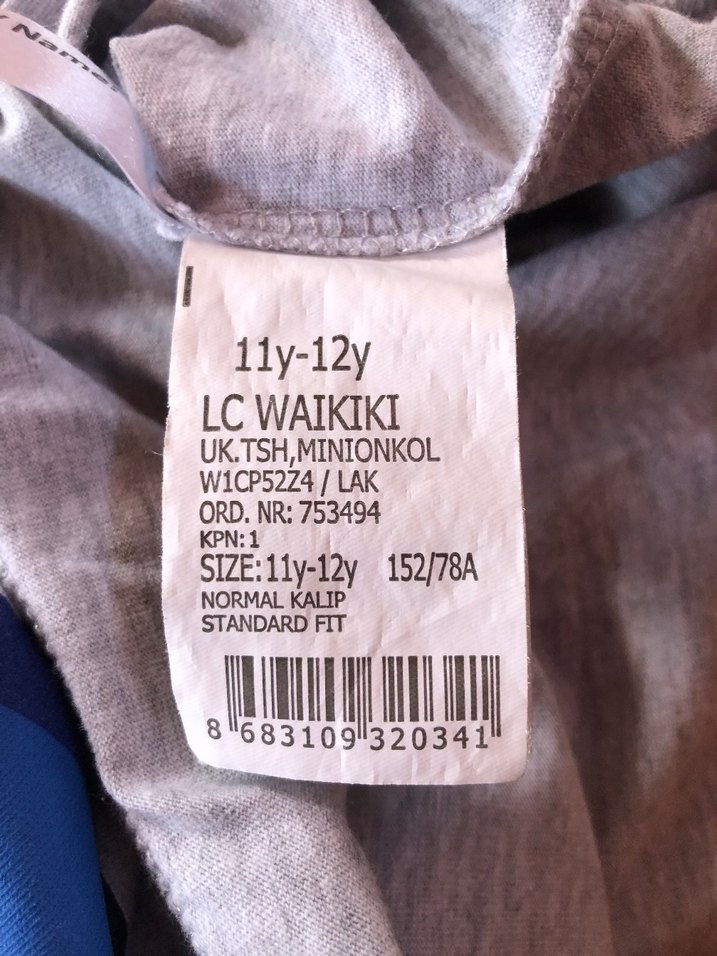 Name
11y-12y
LC WAIKIKI
UK.TSH,MINIONKOL
W1CP52Z4 / LAK
ORD. NR: 753494
KPN: 1
SIZE: 11y-12y 152/78A
NORMAL KALIP
STANDARD FIT
8 683109 320341